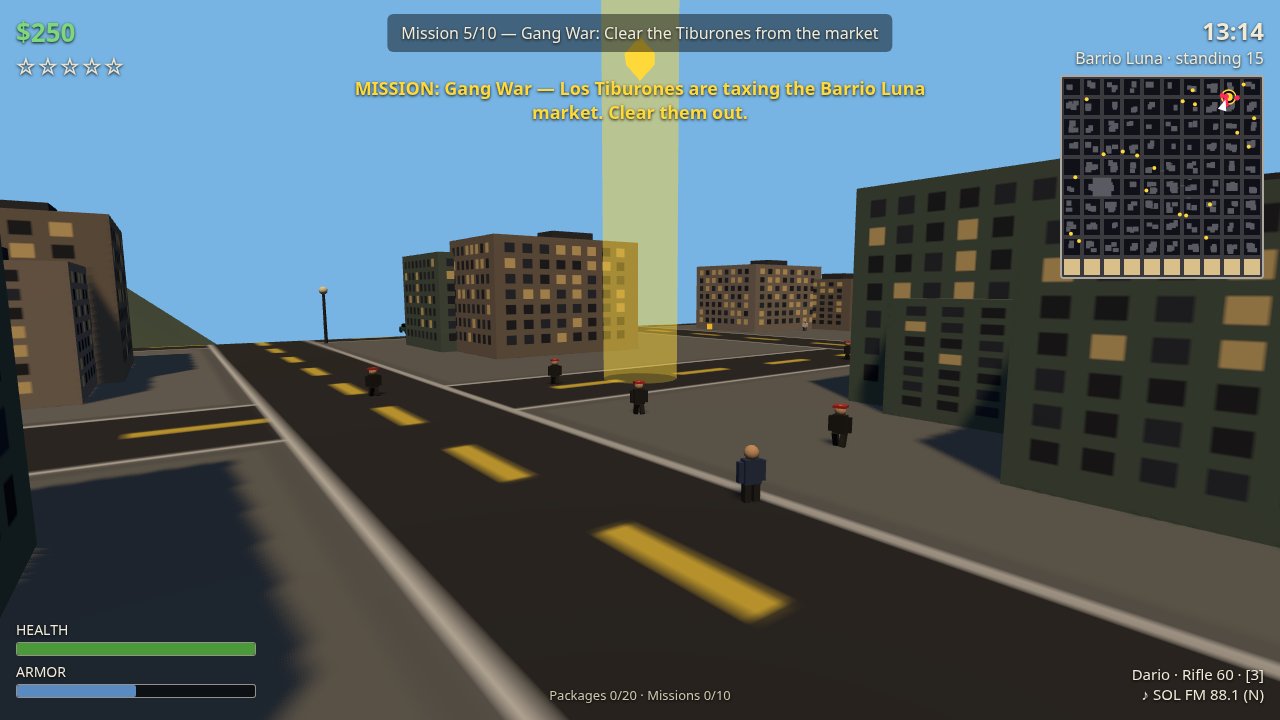 $250
Mission 5/10 — Gang War: Clear the Tiburones from the market
13:14
Barrio Luna · standing 15
MISSION: Gang War — Los Tiburones are taxing the Barrio Luna
market. Clear them out.
HEALTH
ARMOR
Packages 0/20 · Missions 0/10
Dario · Rifle 60 · [3]
♪ SOL FM 88.1 (N)